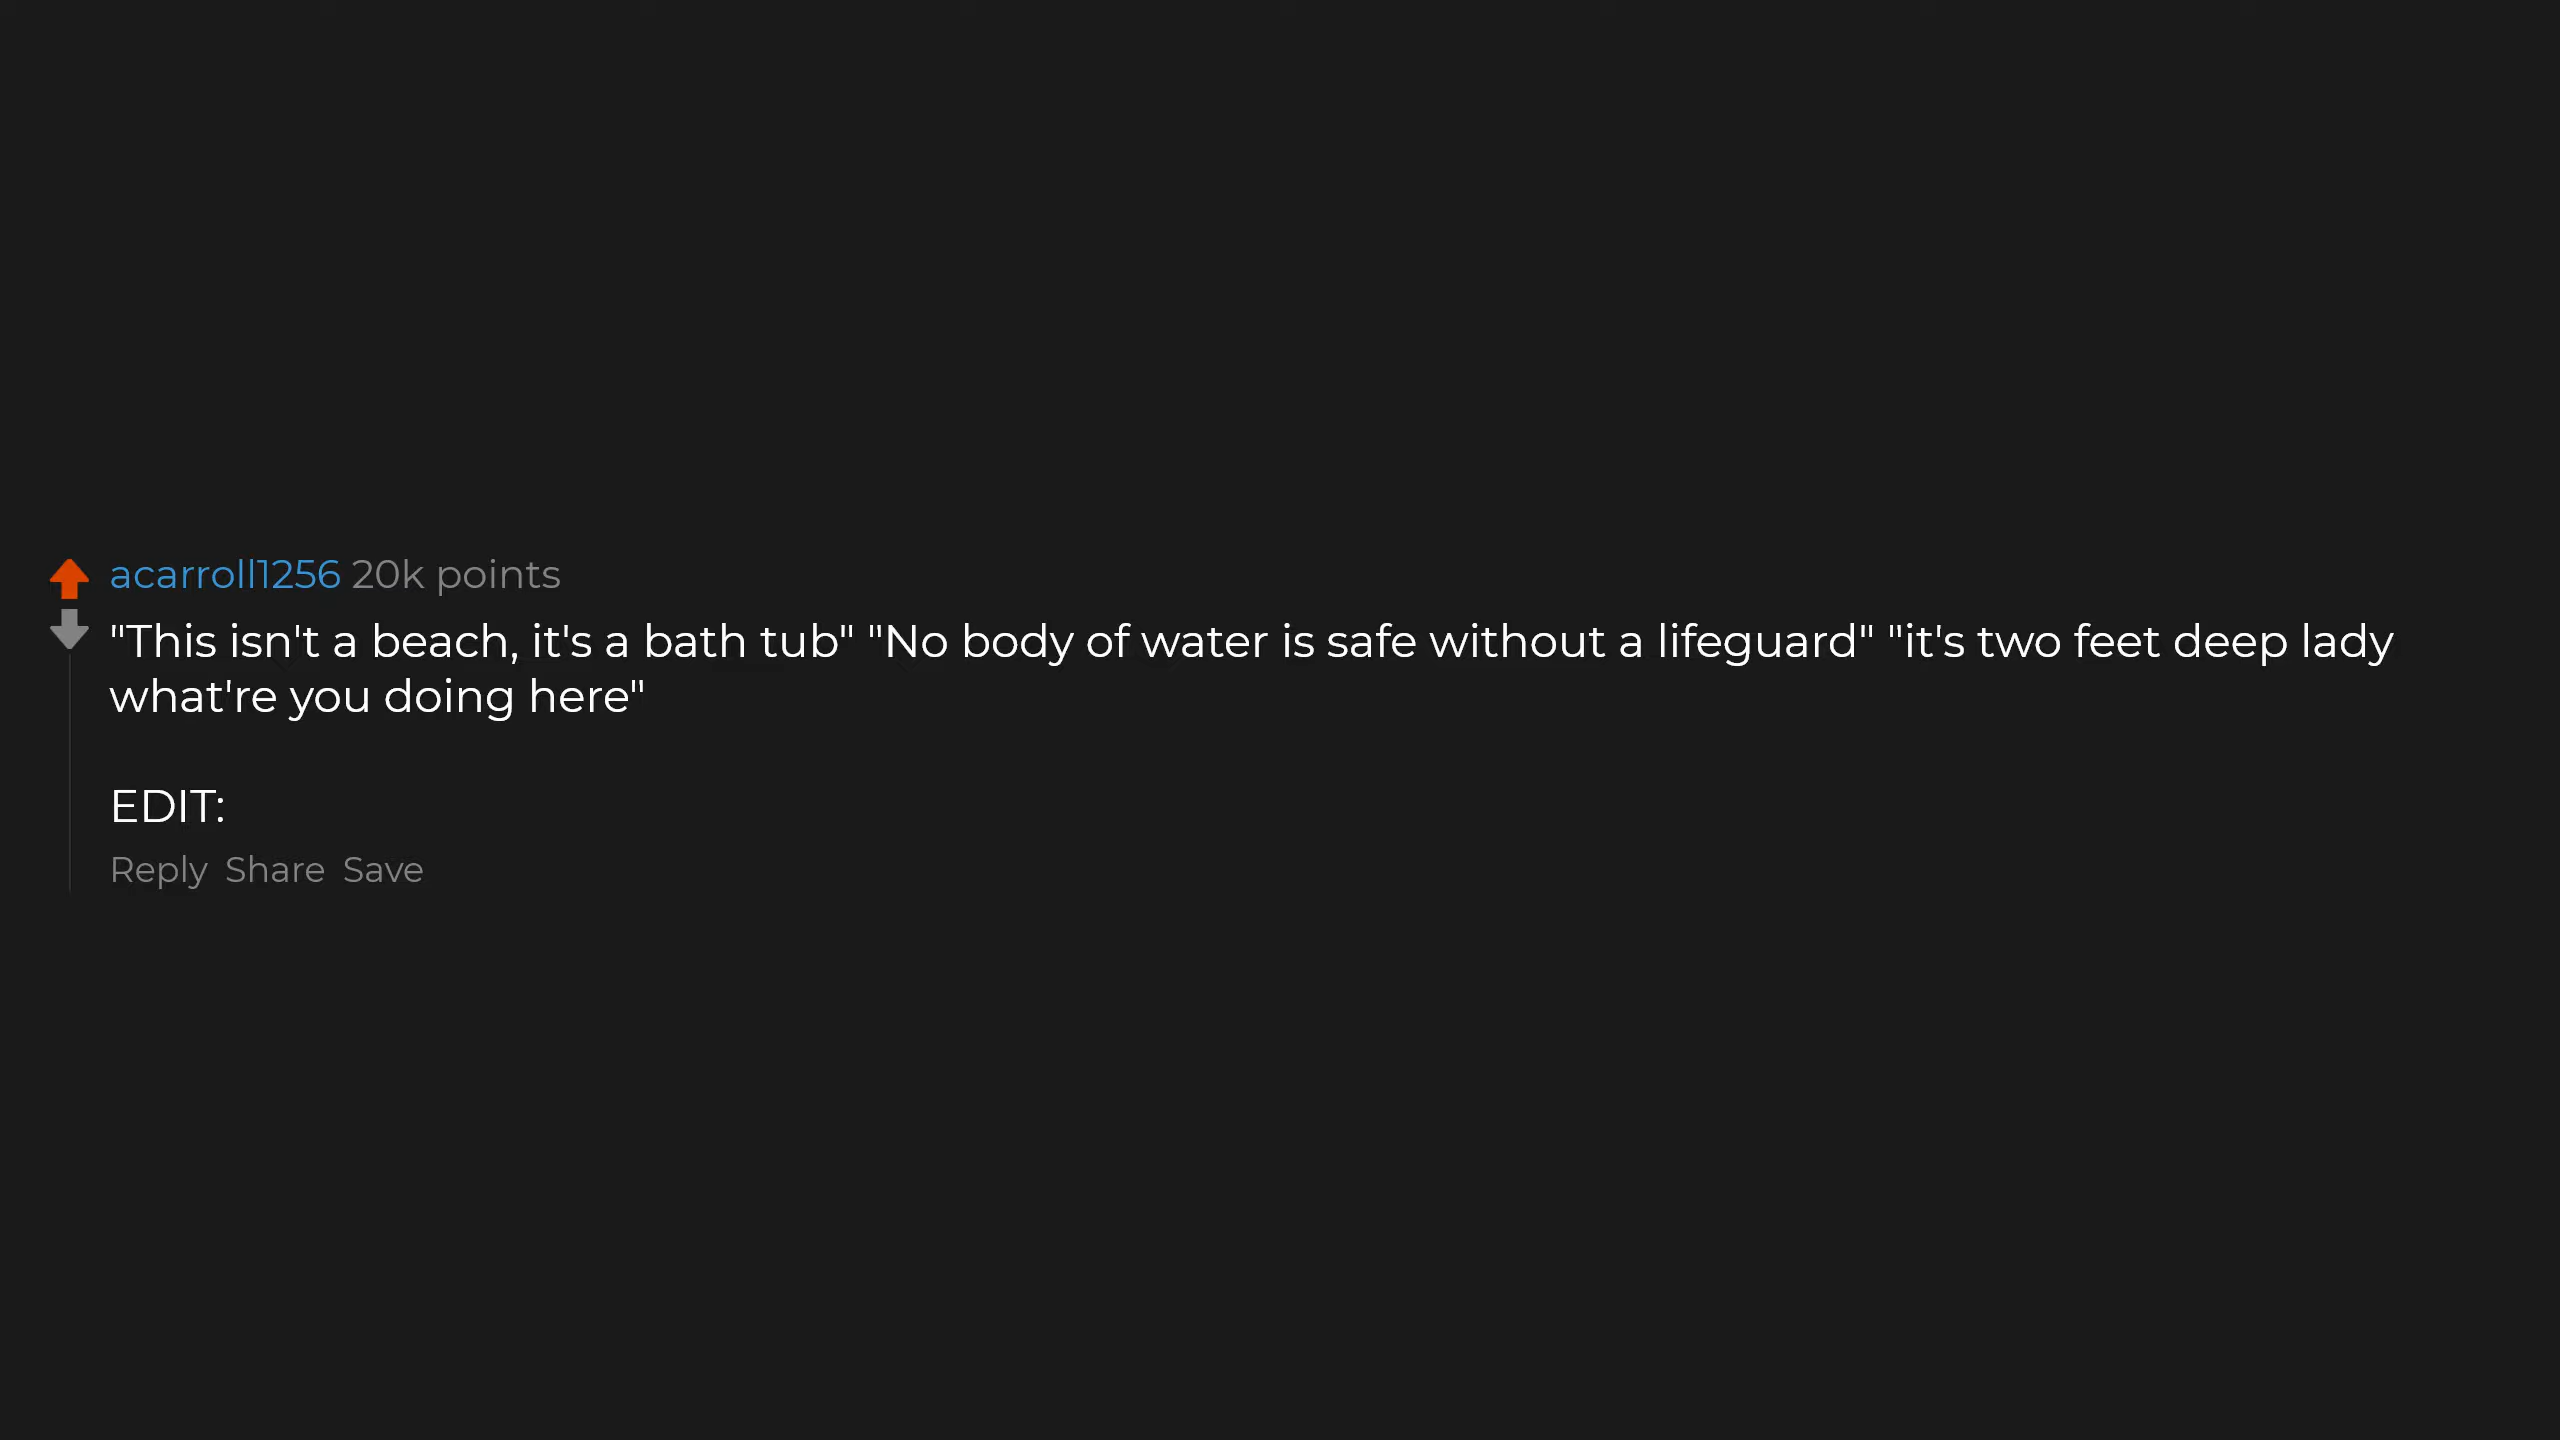 acarroll1256 20k points
"This isn't a beach, it's a bath tub" "No body of water is safe without a lifeguard" "it's two feet deep lady
what're you doing here"
EDIT:
Reply Share Save